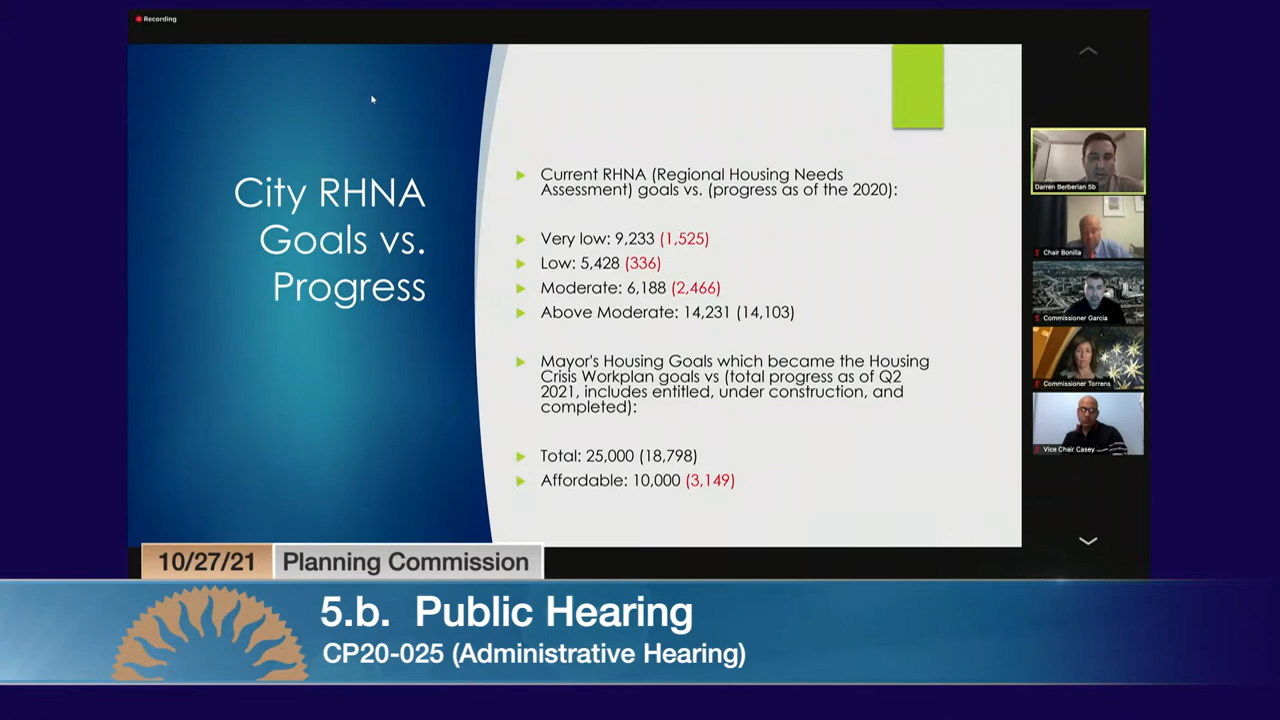 Recording
City RHNA
Goals vs.
Progress
Current RHNA (Regional Housing Needs
Assessment) goals vs. (progress as of the 2020):
Very low: 9,233 (1,525)
Low: 5,428 (336)
Moderate: 6,188 (2,466)
Above Moderate: 14,231 (14,103)
Mayor's Housing Goals which became the Housing
Crisis Workplan goals vs (total progress as of Q2
2021, includes entitled, under construction, and
completed):
Total: 25,000 (18,798)
Affordable: 10,000 (3,149)
Darren Berberian 5b
Chair Bonilla
Commissioner Garcia
Commissioner Torrens
Vice Chair Casey
10/27/21 Planning Commission
5.b. Public Hearing
CP20-025 (Administrative Hearing)